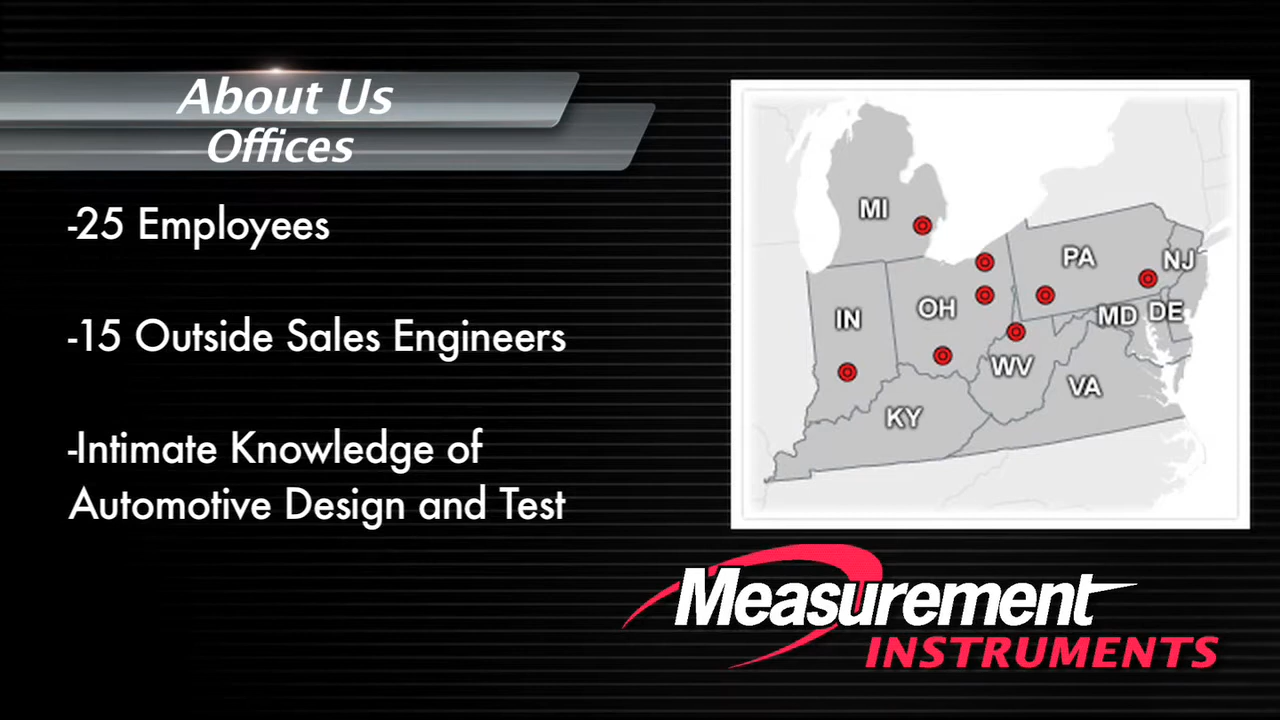 About Us
Offices
-25 Employees
-15 Outside Sales Engineers
-Intimate Knowledge of
Automotive Design and Test
MI
PA
NJ
IN
OH
MD
DE
WV
VA
KY
Measurement
INSTRUMENTS